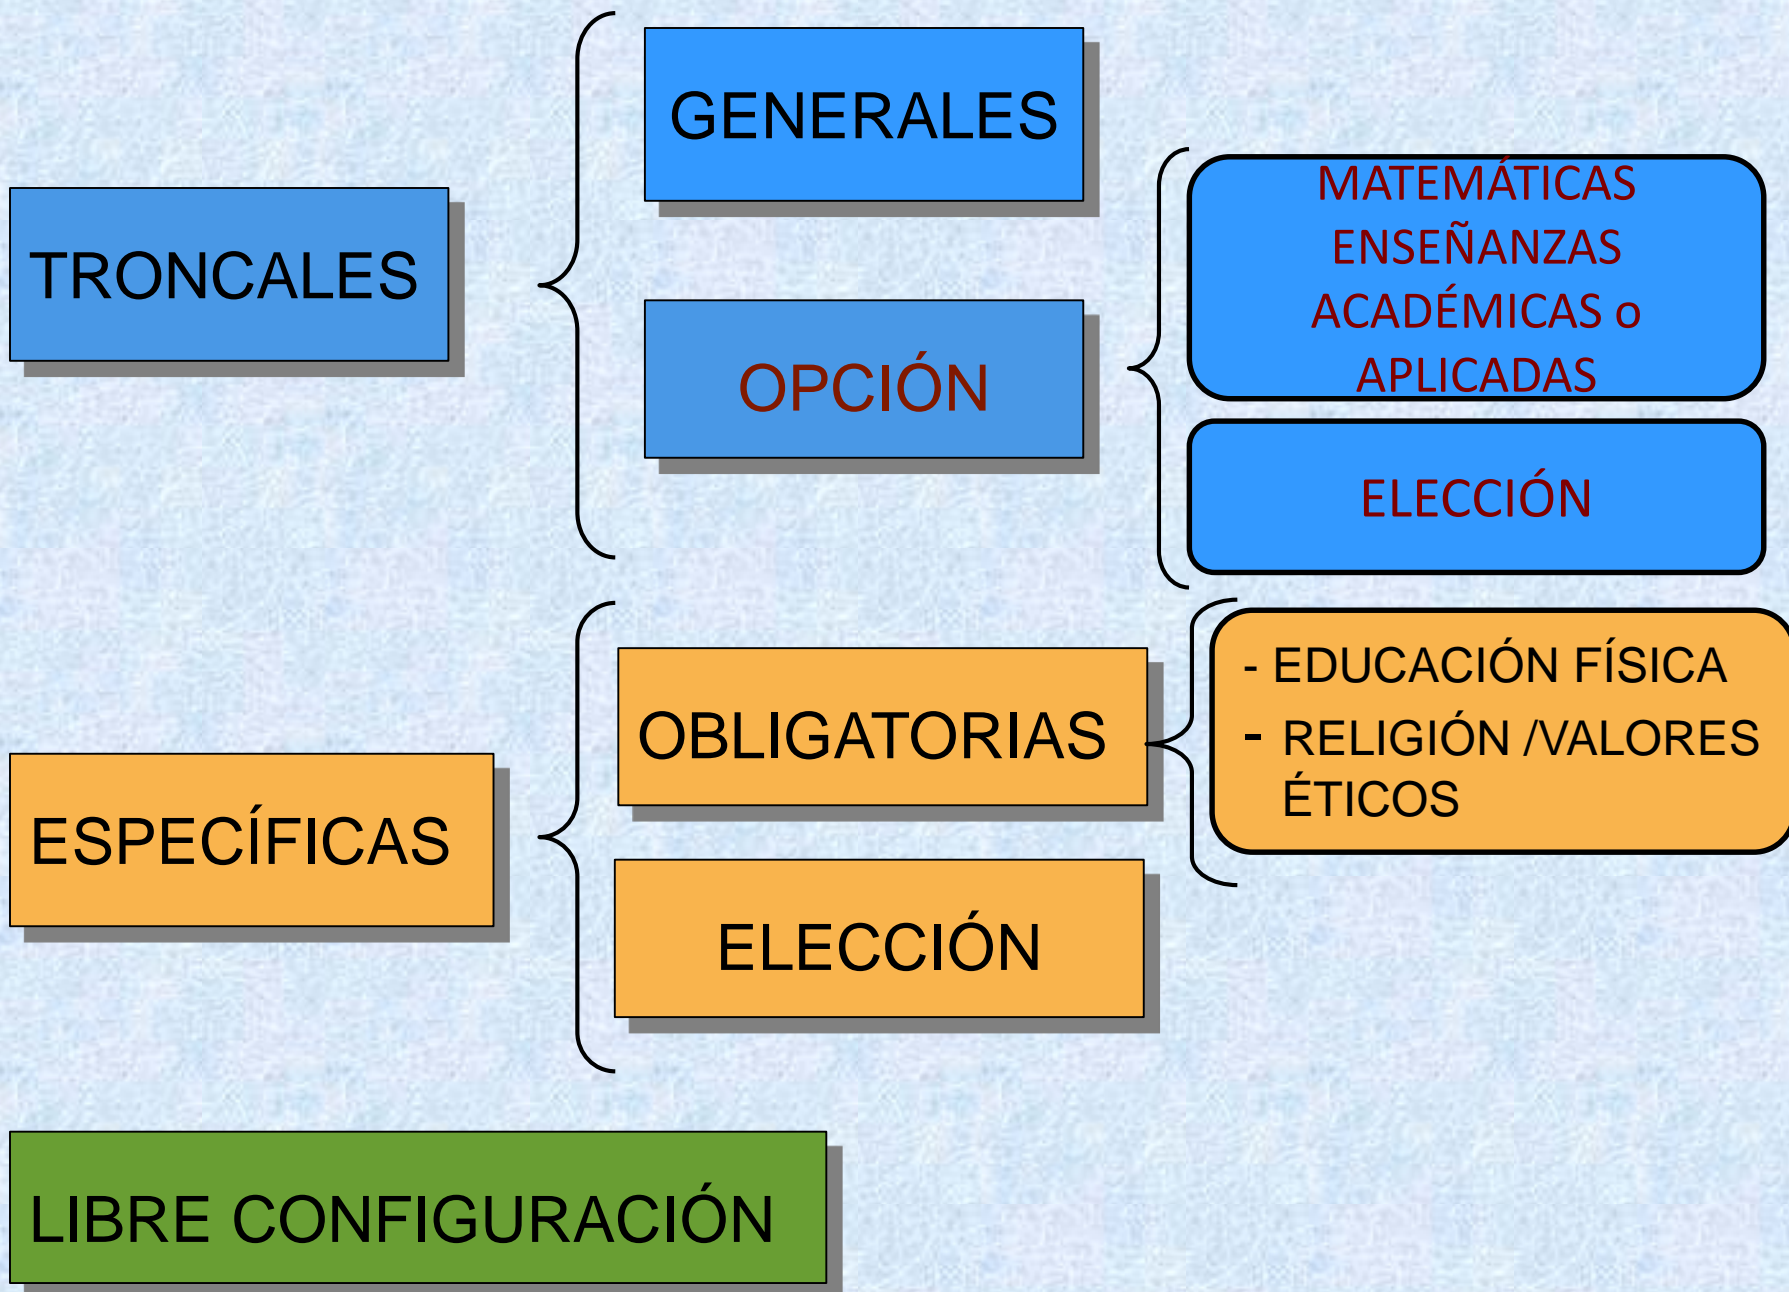 TRONCALES
GENERALES
OPCIÓN
MATEMÁTICAS
ENSEÑANZAS
ACADÉMICAS o
APLICADAS
ELECCIÓN
ESPECÍFICAS
OBLIGATORIAS
- EDUCACIÓN FÍSICA
- RELIGIÓN /VALORES
ÉTICOS
ELECCIÓN
LIBRE CONFIGURACIÓN